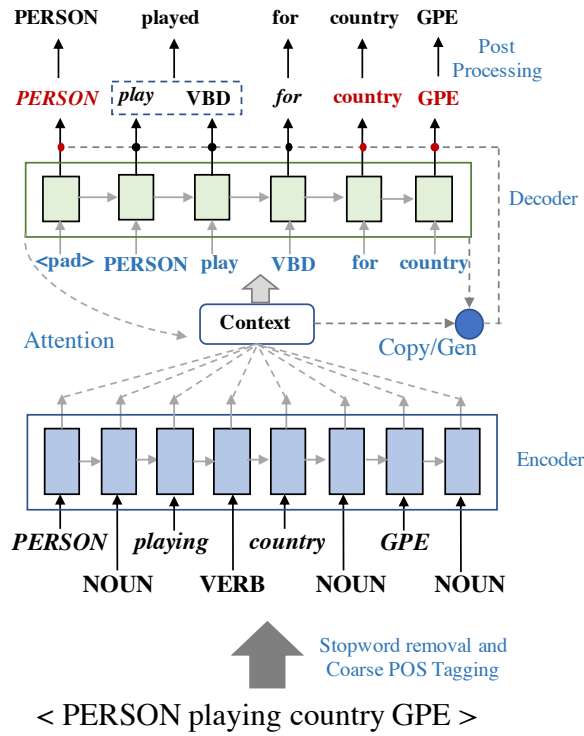 PERSON played for country GPE
Post
Processing
PERSON play VBD for country GPE
Decoder
<pad> PERSON play VBD for country
Context
Attention
Copy/Gen
Encoder
PERSON playing country GPE
NOUN VERB NOUN NOUN
Stopword removal and
Coarse POS Tagging
< PERSON playing country GPE >